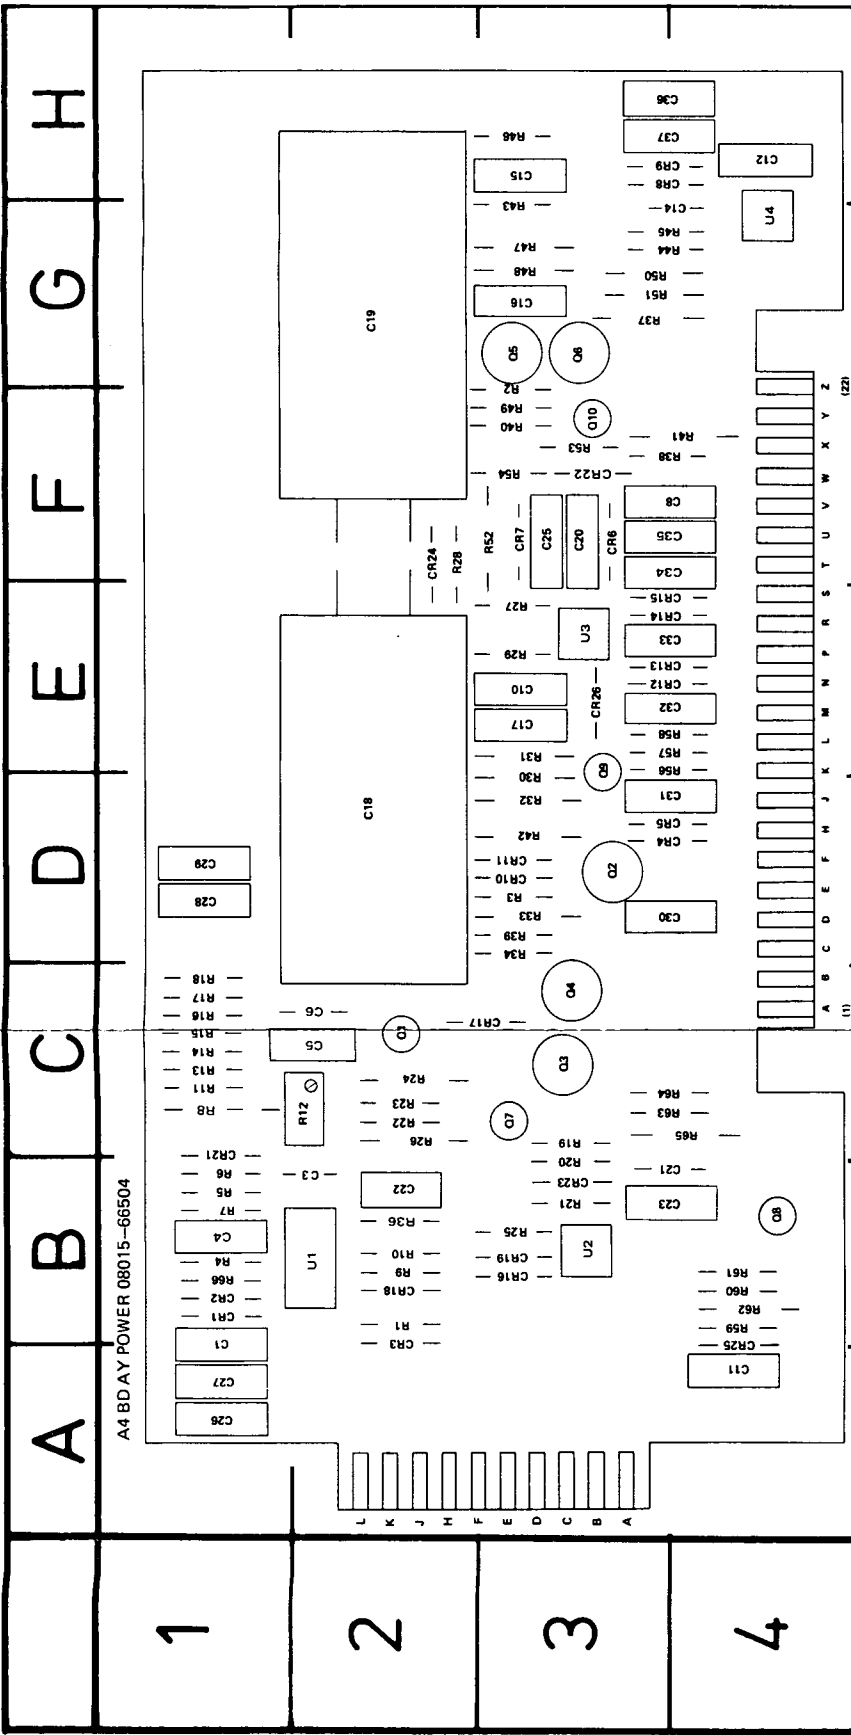 A B C D E F G H
1
2
3
4
A4 BD AY POWER 08015-66504
C26
C27
C1
CR1
CR2
R66
R4
C4
R7
R5
R6
CR21
R8
R11
R13
R14
R15
R16
R17
R18
C28
C29
U1
C3
R12
C5
C6
CR3
R1
CR18
R9
R10
R36
C22
R26
R22
R23
R24
C18
CR24
R28
C19
CR16
CR19
R25
U2
R21
CR23
R20
R19
Q7
Q3
CR17
Q4
R34
R39
R33
R3
CR10
CR11
Q2
R42
R32
R30
R31
Q9
C17
C10
CR26
R29
U3
R27
R52
CR7
C25
C20
CR6
R54
CR22
R53
R40
R49
Q10
R2
Q5
Q6
C16
R48
R47
R43
C15
R46
C11
CR25
R59
R62
R60
R61
Q8
C23
C21
R65
R63
R64
C30
CR4
CR5
C31
R56
R57
R58
C32
CR12
CR13
C33
CR14
CR15
C34
C35
C8
R38
R41
R37
R51
R50
R44
R45
C14
U4
CR8
CR9
C12
C37
C36
L K J H F E D C B A
A B C D E F H J K L M N P R S T U V W X Y Z
(1) (22)